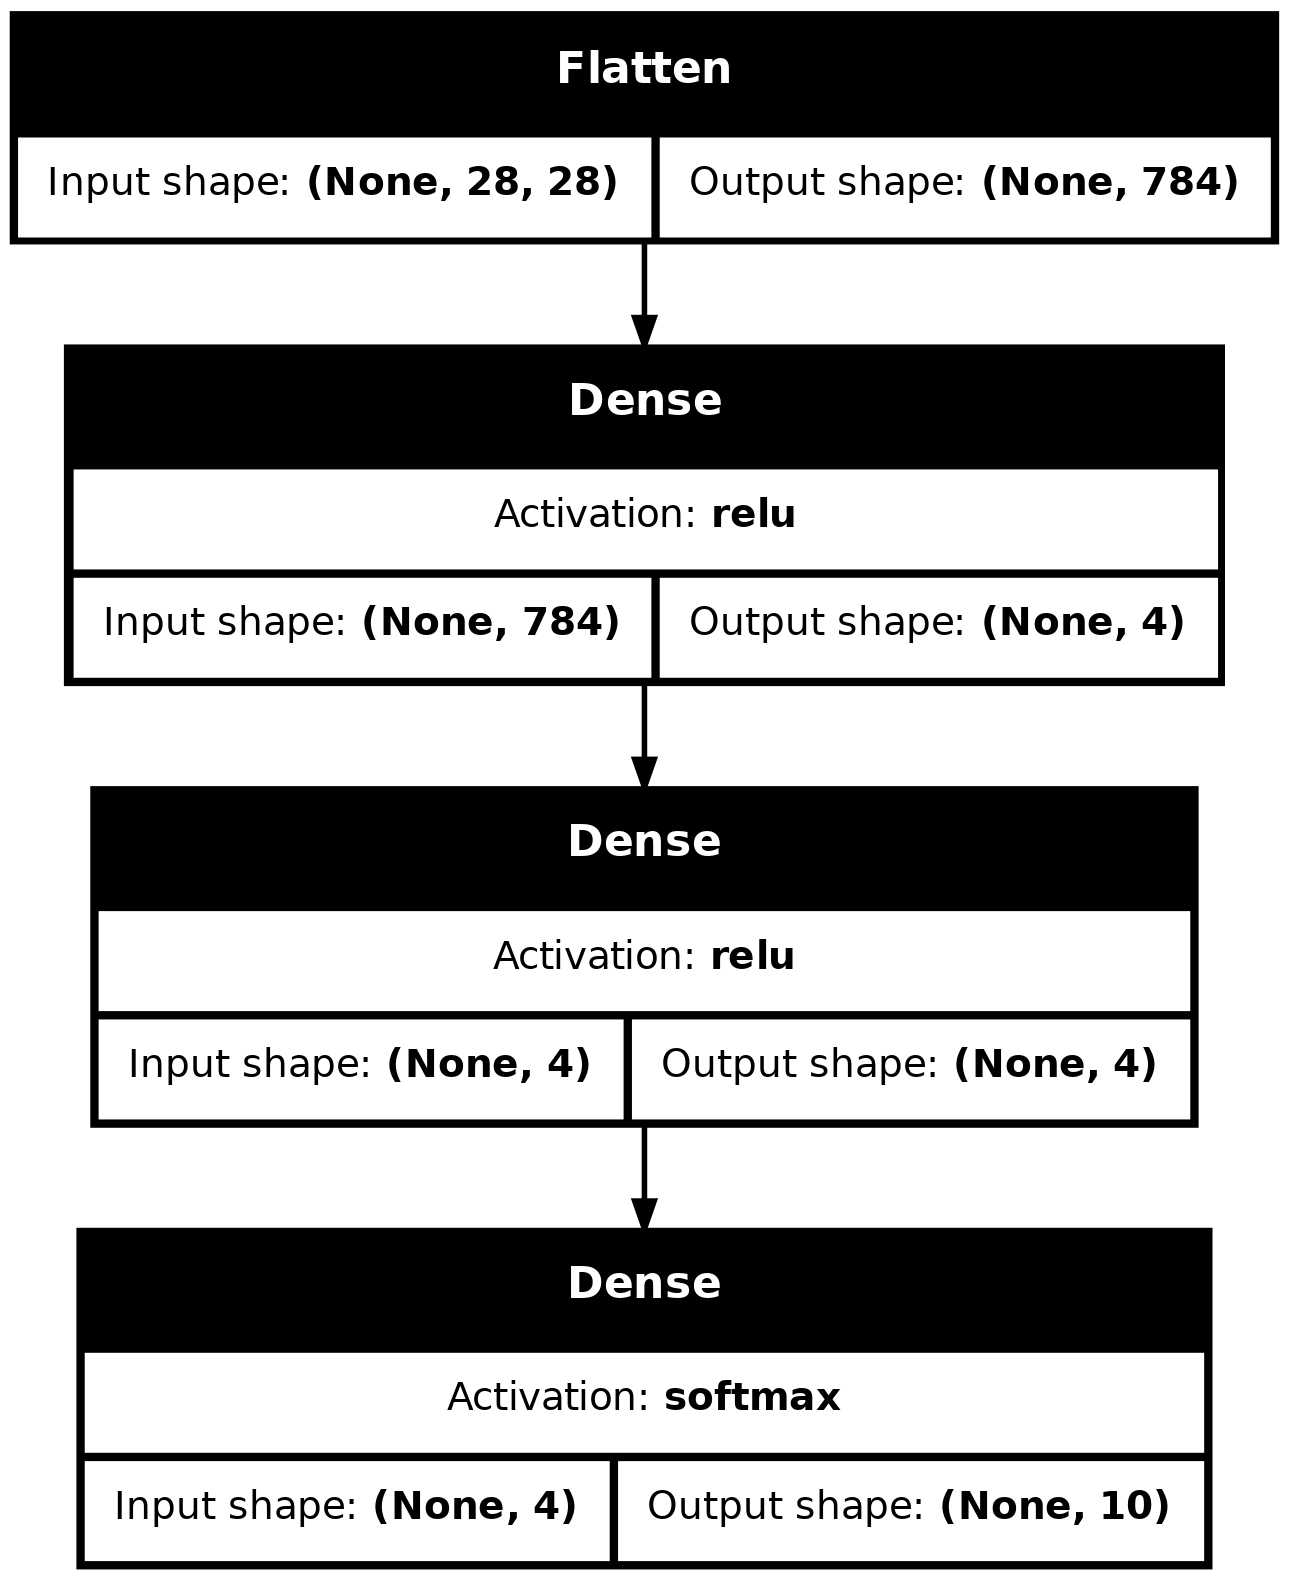 Flatten
Input shape: (None, 28, 28) Output shape: (None, 784)
Dense
Activation: relu
Input shape: (None, 784) Output shape: (None, 4)
Dense
Activation: relu
Input shape: (None, 4) Output shape: (None, 4)
Dense
Activation: softmax
Input shape: (None, 4) Output shape: (None, 10)